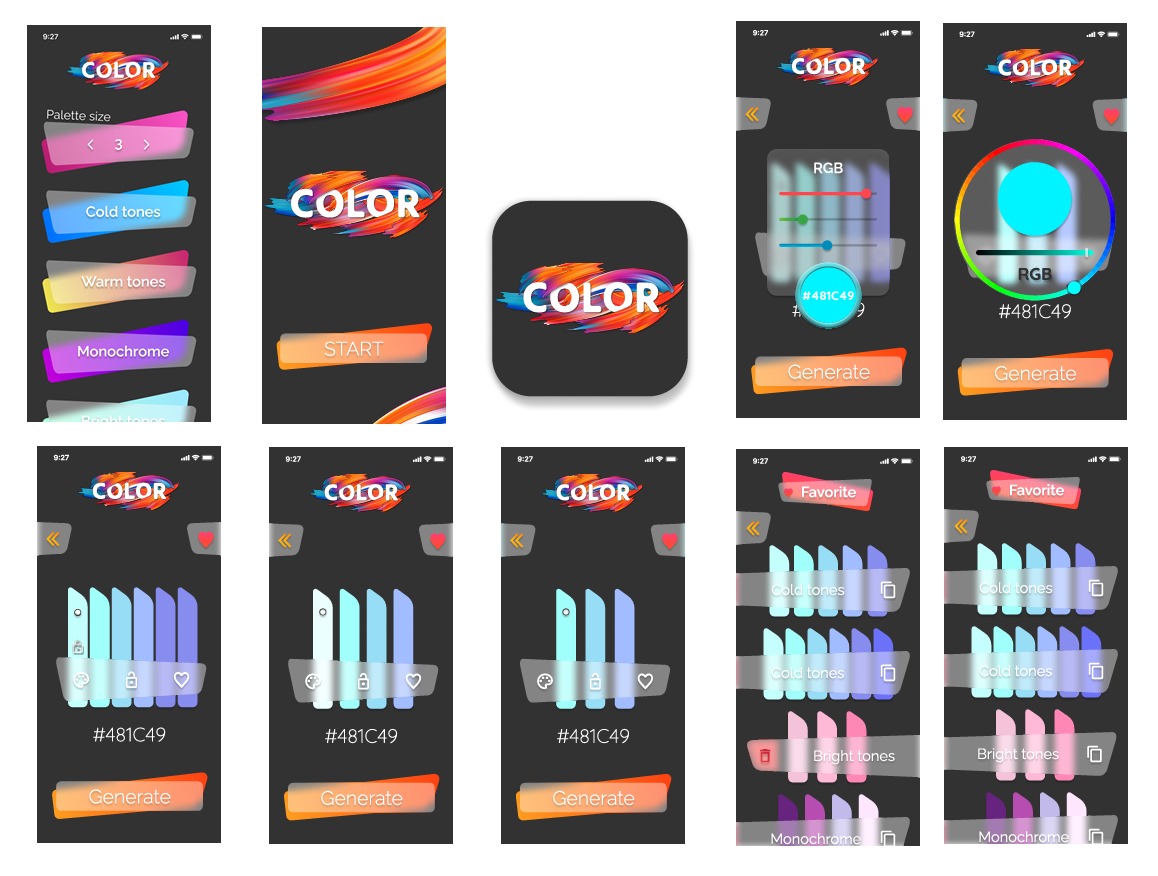 9:27
COLOR
Palette size
3
Cold tones
Warm tones
Monochrome
Bright tones
COLOR
START
COLOR
9:27
COLOR
RGB
#481C49
9
Generate
9:27
COLOR
RGB
#481C49
Generate
9:27
COLOR
#481C49
Generate
9:27
COLOR
#481C49
Generate
9:27
COLOR
#481C49
Generate
9:27
Favorite
Cold tones
Cold tones
Bright tones
Monochrome
9:27
Favorite
Cold tones
Cold tones
Bright tones
Monochrome